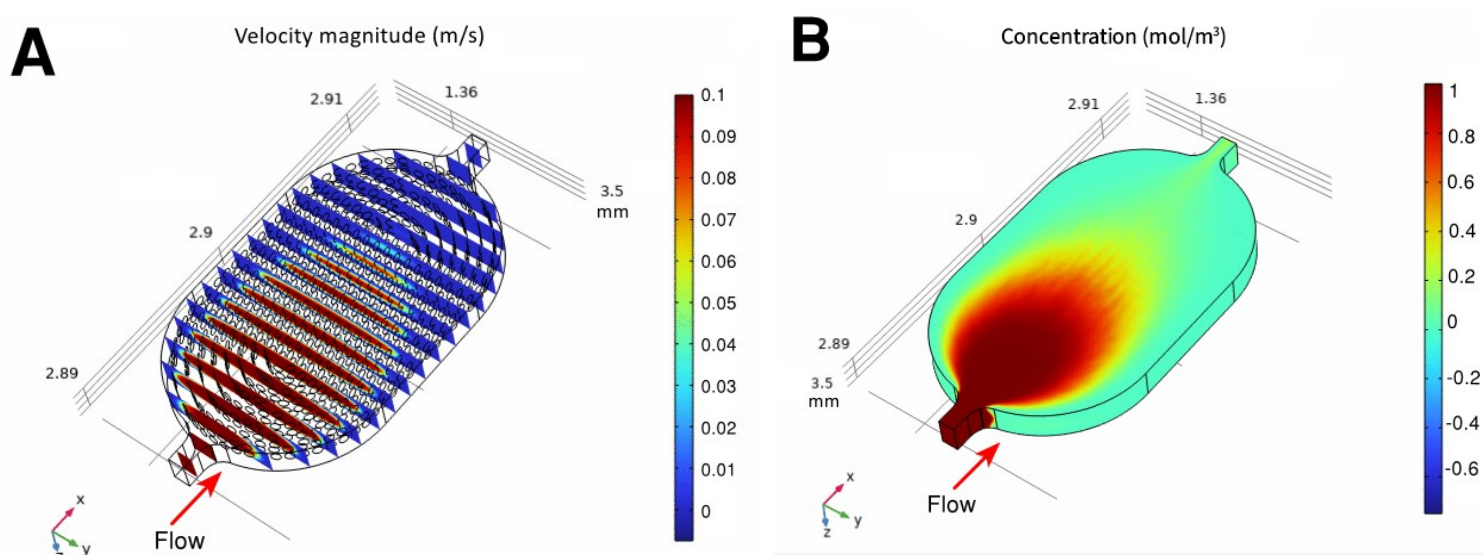 A
Velocity magnitude (m/s)
2.91
1.36
3.5
mm
2.9
2.89
0.1
0.09
0.08
0.07
0.06
0.05
0.04
0.03
0.02
0.01
0
x
y
z
Flow
B
Concentration (mol/m³)
2.91
1.36
2.9
2.89
3.5
mm
1
0.8
0.6
0.4
0.2
0
-0.2
-0.4
-0.6
x
y
z
Flow